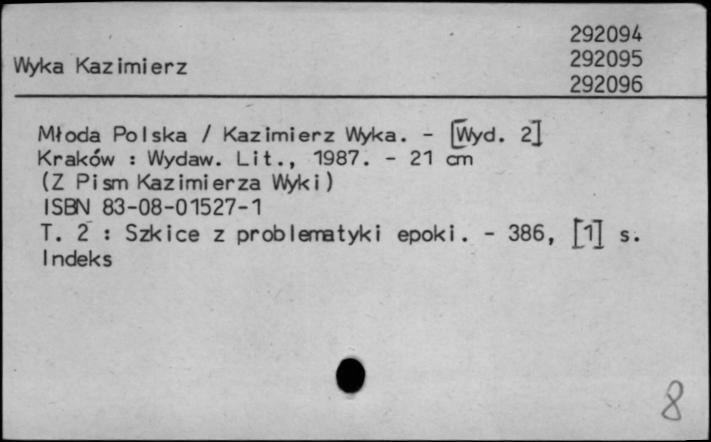 292094
Wyka Kazimierz 292095
292096
Młoda Polska / Kazimierz Wyka. - [Wyd. 2]
Kraków : Wydaw. Lit., 1987. - 21 cm
(Z Pism Kazimierza Wyki)
ISBN 83-08-01527-1
T. 2 : Szkice z problematyki epoki. - 386, [1] s.
Indeks
8